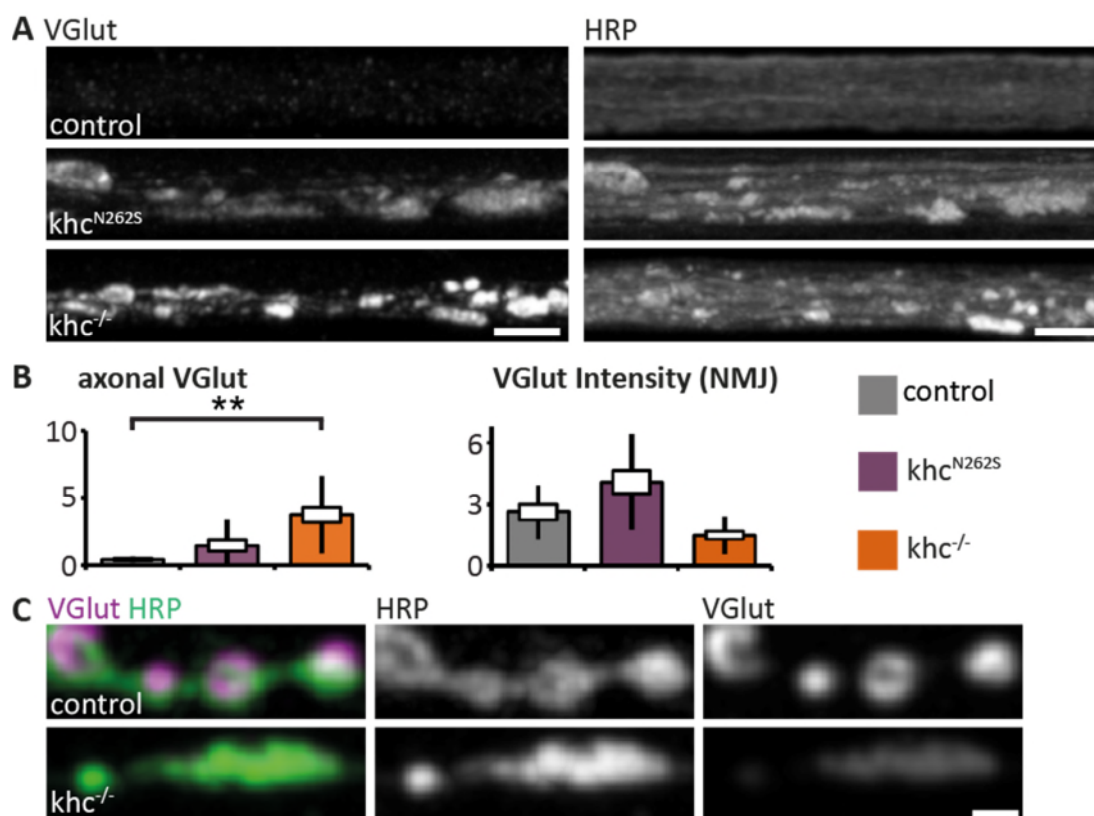 A VGlut HRP
control
khcN262S
khc-/-
B axonal VGlut VGlut Intensity (NMJ)
**
10
5
0
6
3
0
control
khcN262S
khc-/-
C VGlut HRP HRP VGlut
control
khc-/-